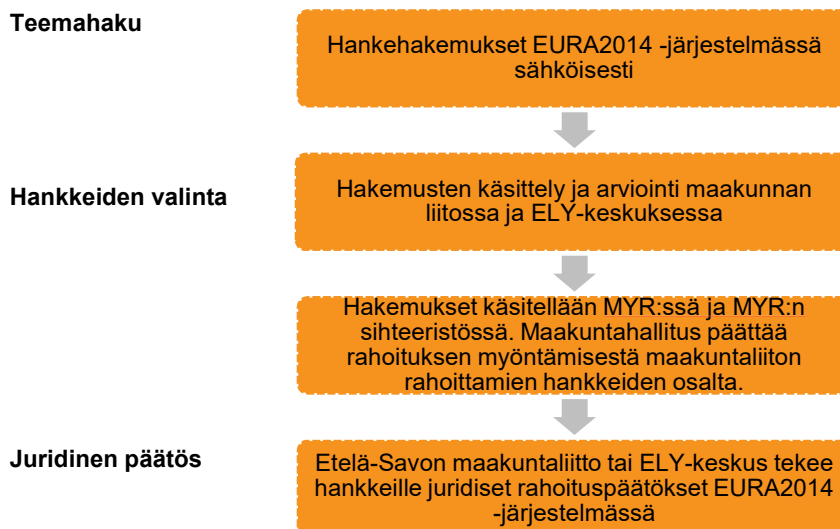 Teemahaku
Hankehakemukset EURA2014 -järjestelmässä
sähköisesti
Hankkeiden valinta
Hakemusten käsittely ja arviointi maakunnan
liitossa ja ELY-keskuksessa
Hakemukset käsitellään MYR:ssä ja MYR:n
sihteeristössä. Maakuntahallitus päättää
rahoituksen myöntämisestä maakuntaliiton
rahoittamien hankkeiden osalta.
Juridinen päätös
Etelä-Savon maakuntaliitto tai ELY-keskus tekee
hankkeille juridiset rahoituspäätökset EURA2014
-järjestelmässä